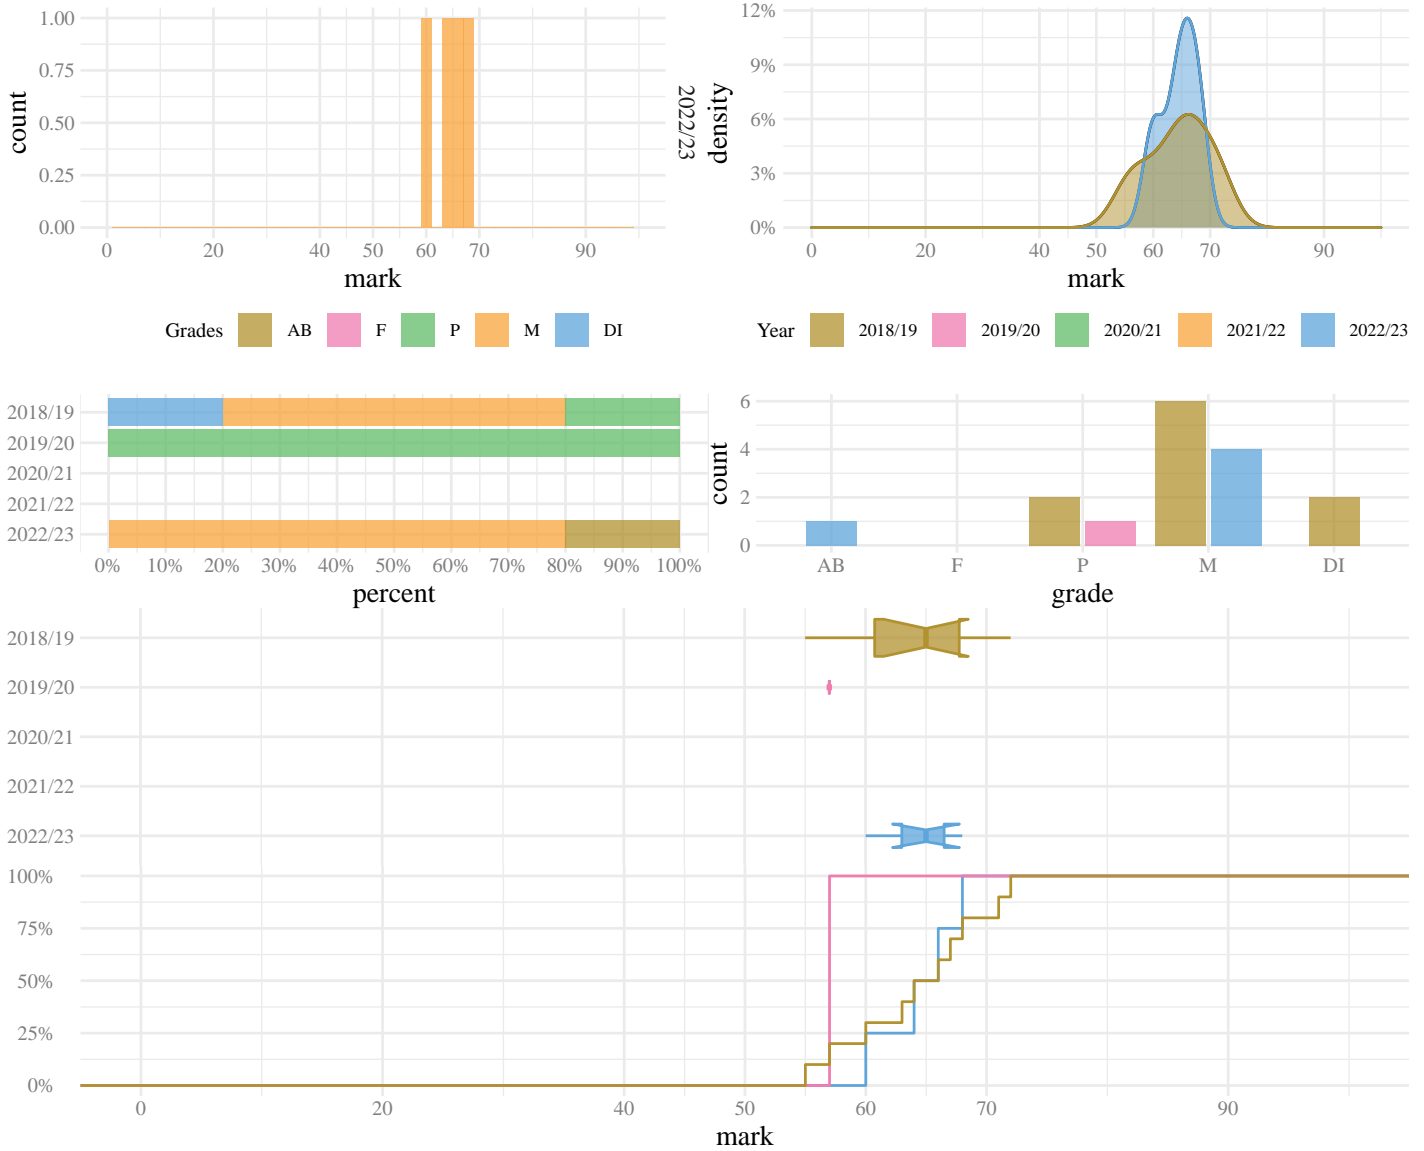 1.00
0.75
0.50
0.25
0.00
count
0 20 40 50 60 70 90
mark
2022/23
12%
9%
6%
3%
0%
density
0 20 40 50 60 70 90
mark
Grades AB F P M DI
Year 2018/19 2019/20 2020/21 2021/22 2022/23
2018/19
2019/20
2020/21
2021/22
2022/23
0% 10% 20% 30% 40% 50% 60% 70% 80% 90% 100%
percent
6
4
2
0
count
AB F P M DI
grade
2018/19
2019/20
2020/21
2021/22
2022/23
100%
75%
50%
25%
0%
0 20 40 50 60 70 90
mark